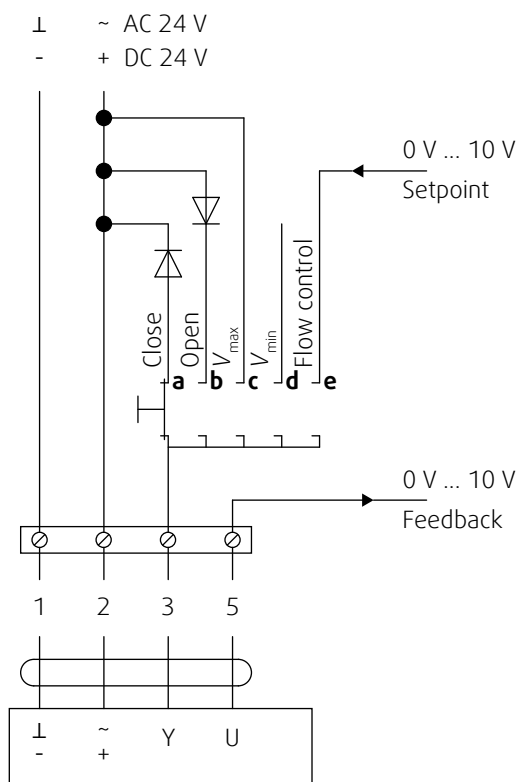 ⊥ ~ AC 24 V
- + DC 24 V
0 V ... 10 V
Setpoint
Close
Open
Vmax
Vmin
Flow control
a b c d e
0 V ... 10 V
Feedback
1 2 3 5
⊥ ~ Y U
- +